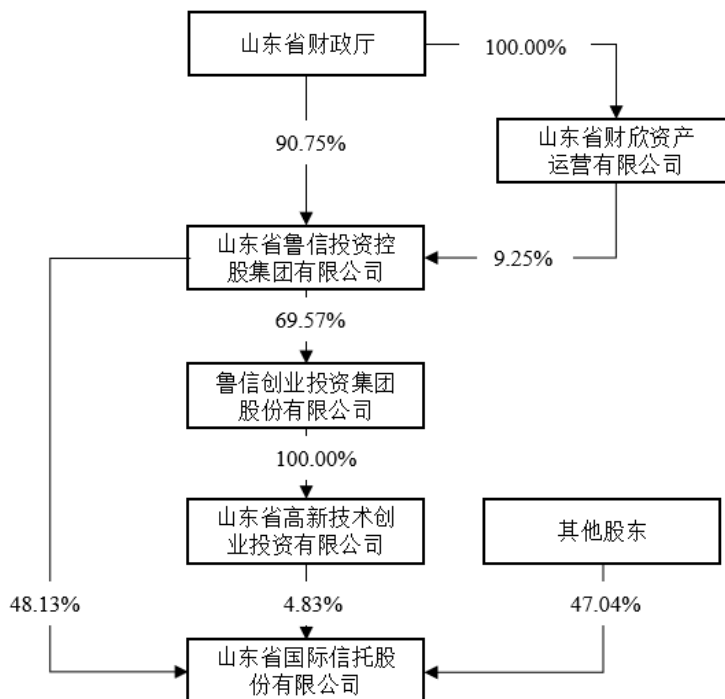 山东省财政厅
100.00%
90.75%
山东省财欣资产
运营有限公司
山东省鲁信投资控
股集团有限公司
9.25%
69.57%
鲁信创业投资集团
股份有限公司
100.00%
山东省高新技术创
业投资有限公司
其他股东
48.13%
4.83%
47.04%
山东省国际信托股
份有限公司